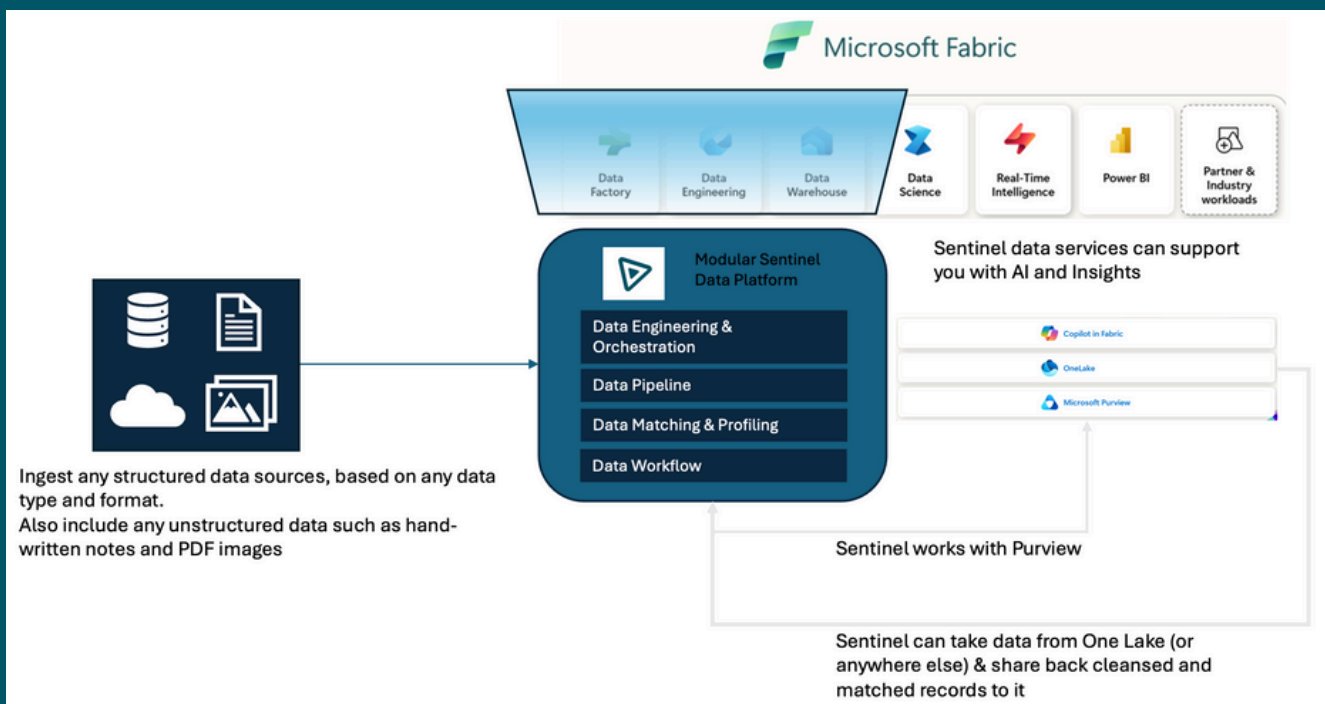 Microsoft Fabric
Data
Factory
Data
Engineering
Data
Warehouse
Data
Science
Real-Time
Intelligence
Power BI
Partner &
Industry
workloads
Modular Sentinel
Data Platform
Data Engineering &
Orchestration
Data Pipeline
Data Matching & Profiling
Data Workflow
Sentinel data services can support
you with AI and Insights
Copilot in Fabric
OneLake
Microsoft Purview
Ingest any structured data sources, based on any data
type and format.
Also include any unstructured data such as hand-
written notes and PDF images
Sentinel works with Purview
Sentinel can take data from One Lake (or
anywhere else) & share back cleansed and
matched records to it